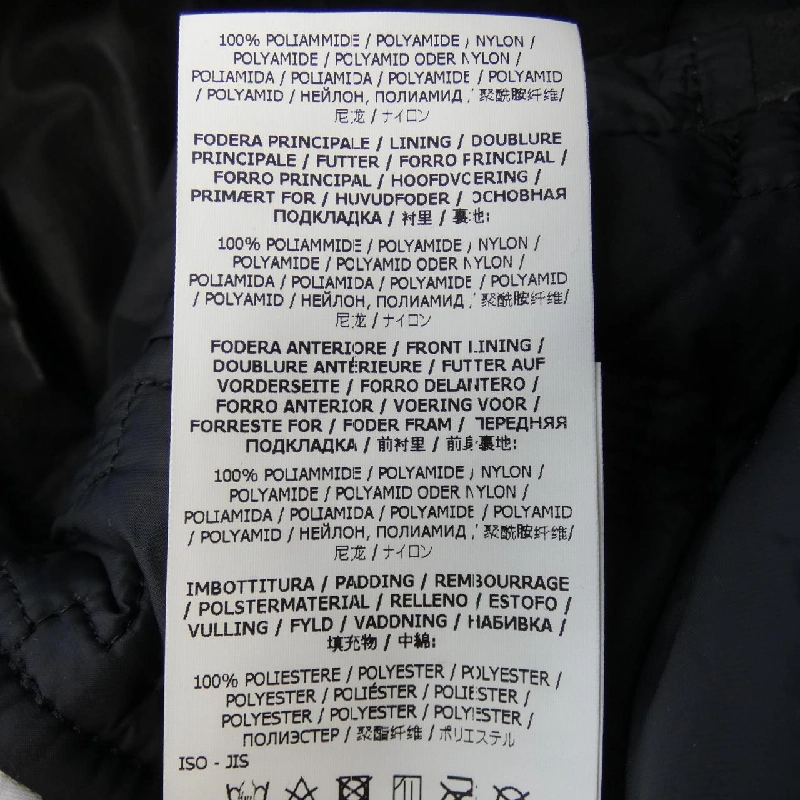 100% POLIAMMIDE / POLYAMIDE / NYLON /
POLYAMIDE / POLYAMID ODER NYLON /
POLIAMIDA / POLIAMIDA / POLYAMIDE / POLYAMID
/ POLYAMID / НЕЙЛОН, ПОЛИАМИД / 聚酰胺纤维/
尼龙 / ナイロン
FODERA PRINCIPALE / LINING / DOUBLURE
PRINCIPALE / FUTTER / FORRO PRINCIPAL /
FORRO PRINCIPAL / HOOFDVOERING /
PRIMÆRT FOR / HUVUDFODER / ОСНОВНАЯ
ПОДКЛАДКА / 衬里 / 裏地:
100% POLIAMMIDE / POLYAMIDE / NYLON /
POLYAMIDE / POLYAMID ODER NYLON /
POLIAMIDA / POLIAMIDA / POLYAMIDE / POLYAMID
/ POLYAMID / НЕЙЛОН, ПОЛИАМИД / 聚酰胺纤维/
尼龙 / ナイロン
FODERA ANTERIORE / FRONT LINING /
DOUBLURE ANTÉRIEURE / FUTTER AUF
VORDERSEITE / FORRO DELANTERO /
FORRO ANTERIOR / VOERING VOOR /
FORRESTE FOR / FODER FRAM / ПЕРЕДНЯЯ
ПОДКЛАДКА / 前衬里 / 前身裏地:
100% POLIAMMIDE / POLYAMIDE / NYLON /
POLYAMIDE / POLYAMID ODER NYLON /
POLIAMIDA / POLIAMIDA / POLYAMIDE / POLYAMID
/ POLYAMID / НЕЙЛОН, ПОЛИАМИД / 聚酰胺纤维/
尼龙 / ナイロン
IMBOTTITURA / PADDING / REMBOURRAGE
/ POLSTERMATERIAL / RELLENO / ESTOFO /
VULLING / FYLD / VADDNING / НАБИВКА /
填充物 / 中綿:
100% POLIESTERE / POLYESTER / POLYESTER /
POLYESTER / POLIÉSTER / POLIESTER /
POLYESTER / POLYESTER / POLYESTER /
ПОЛИЭСТЕР / 聚酯纤维 / ポリエステル
ISO - JIS